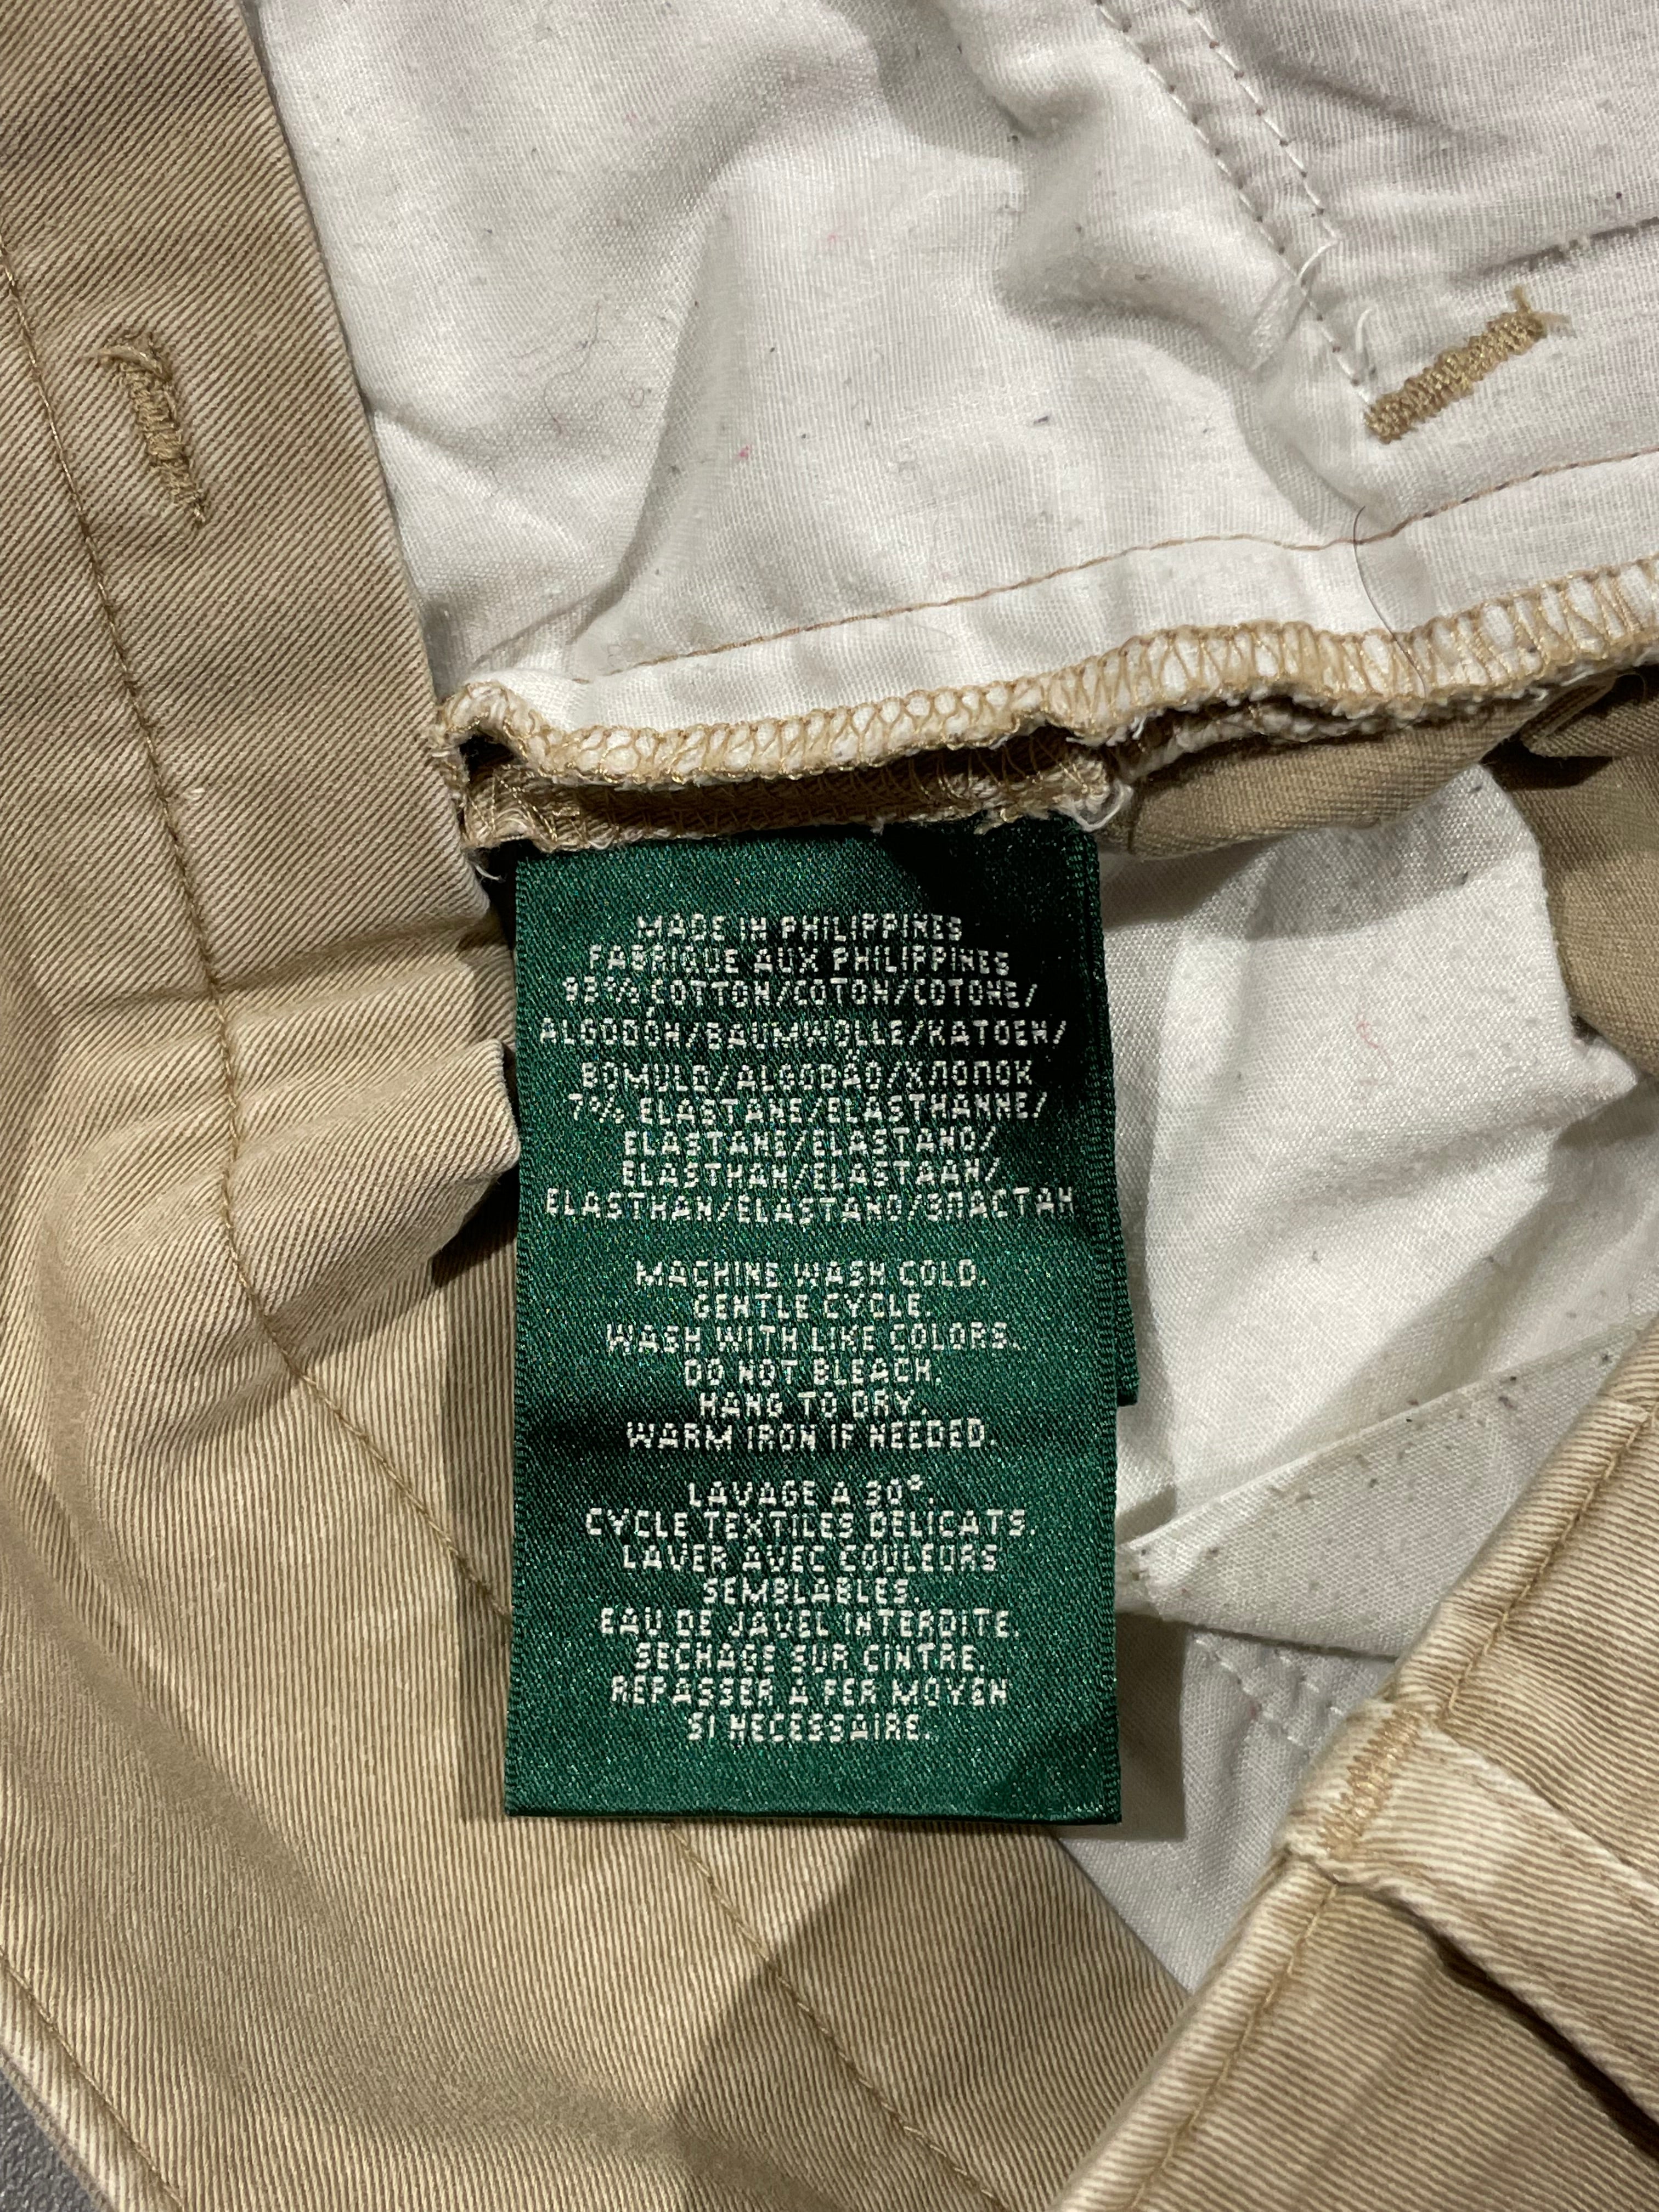 MADE IN PHILIPPINES
FABRIQUE AUX PHILIPPINES
93% COTTON/COTON/COTONE/
ALGODON/BAUMWOLLE/KATOEN/
BOMULD/ALGODÃO/ХЛОПОК
7% ELASTANE/ELASTHANNE/
ELASTANE/ELASTANO/
ELASTHAN/ELASTAAN/
ELASTHAN/ELASTANO/ЭЛАСТАН
MACHINE WASH COLD.
GENTLE CYCLE.
WASH WITH LIKE COLORS.
DO NOT BLEACH.
HANG TO DRY.
WARM IRON IF NEEDED.
LAVAGE A 30°.
CYCLE TEXTILES DÉLICATS.
LAVER AVEC COULEURS
SEMBLABLES.
EAU DE JAVEL INTERDITE.
SECHAGE SUR CINTRE.
REPASSER A FER MOYEN
SI NECESSAIRE.